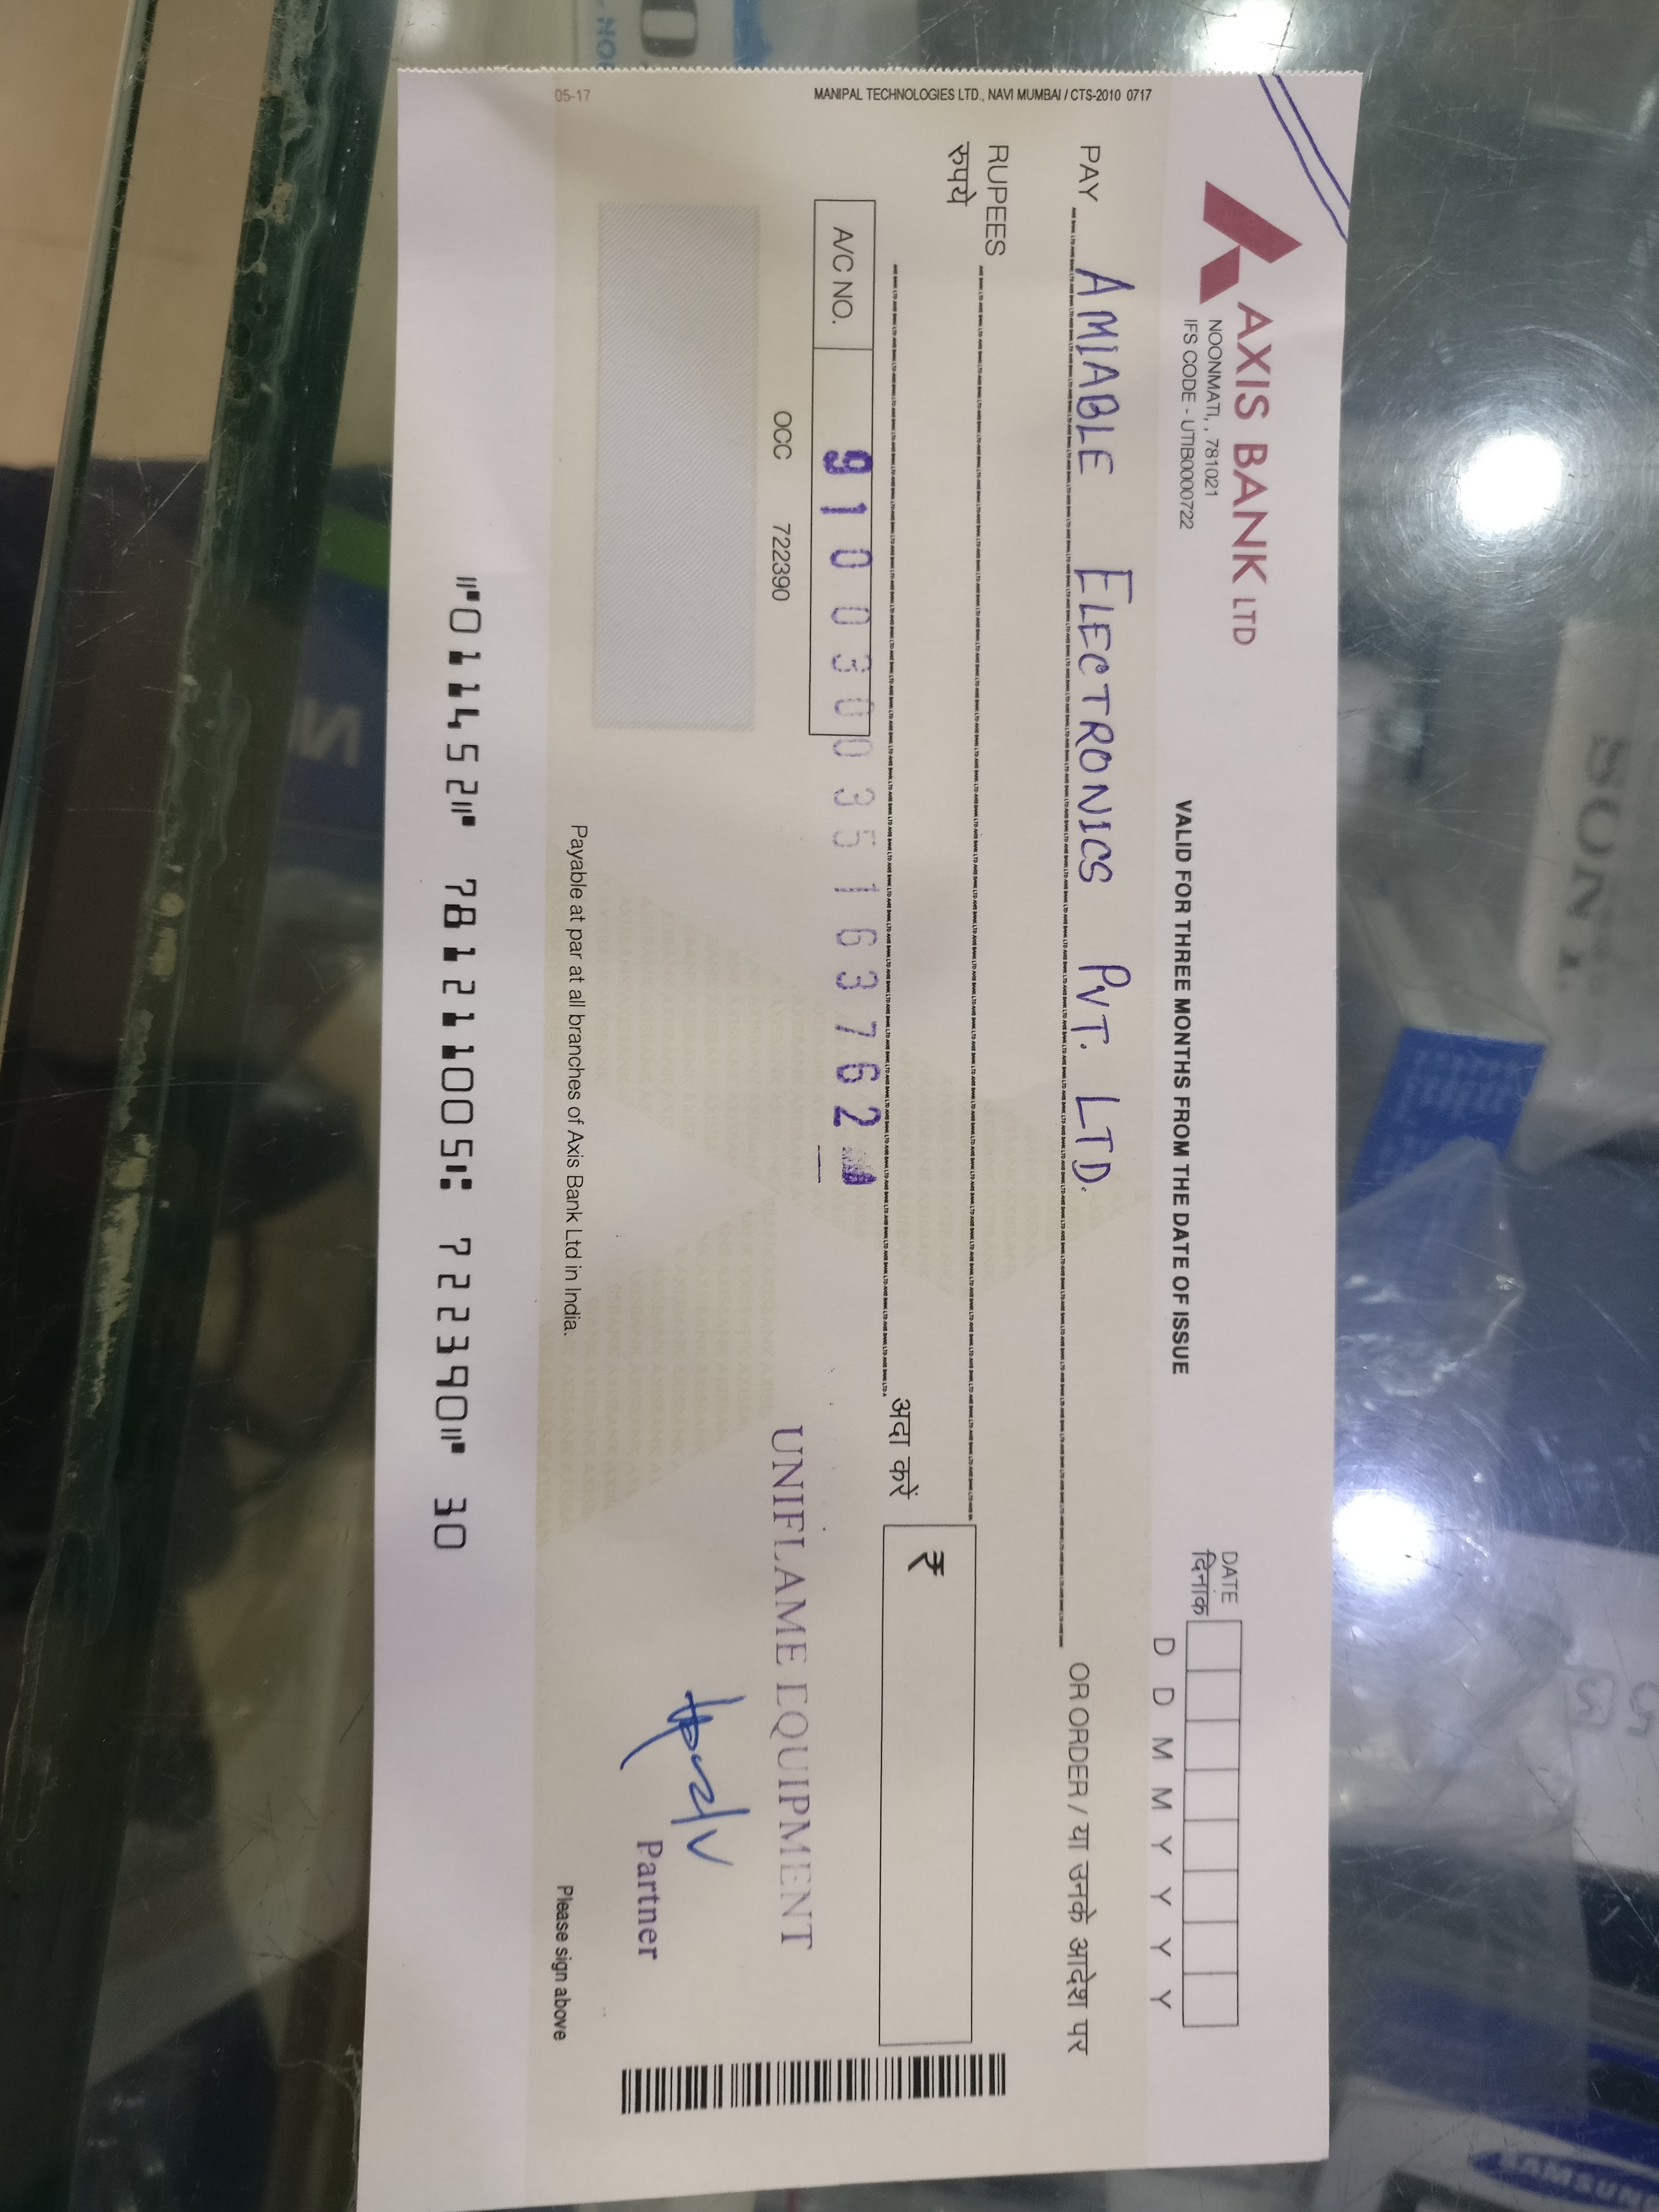 AXIS BANK LTD
NOONMATI, , 781021
IFS CODE - UTIB0000722
VALID FOR THREE MONTHS FROM THE DATE OF ISSUE
DATE
दिनांक
D D M M Y Y Y Y
PAY AMIABLE ELECTRONICS PVT. LTD. OR ORDER / या उनके आदेश पर
RUPEES
रुपये
अदा करें
₹
A/C NO. 910030035163762
OCC 722390
UNIFLAME EQUIPMENT
Partner
Payable at par at all branches of Axis Bank Ltd in India.
Please sign above
⑈011452⑈ 781211005⑆ 722390⑈ 30
MANIPAL TECHNOLOGIES LTD., NAVI MUMBAI / CTS-2010 0717
05-17
SONY
SAMSUN